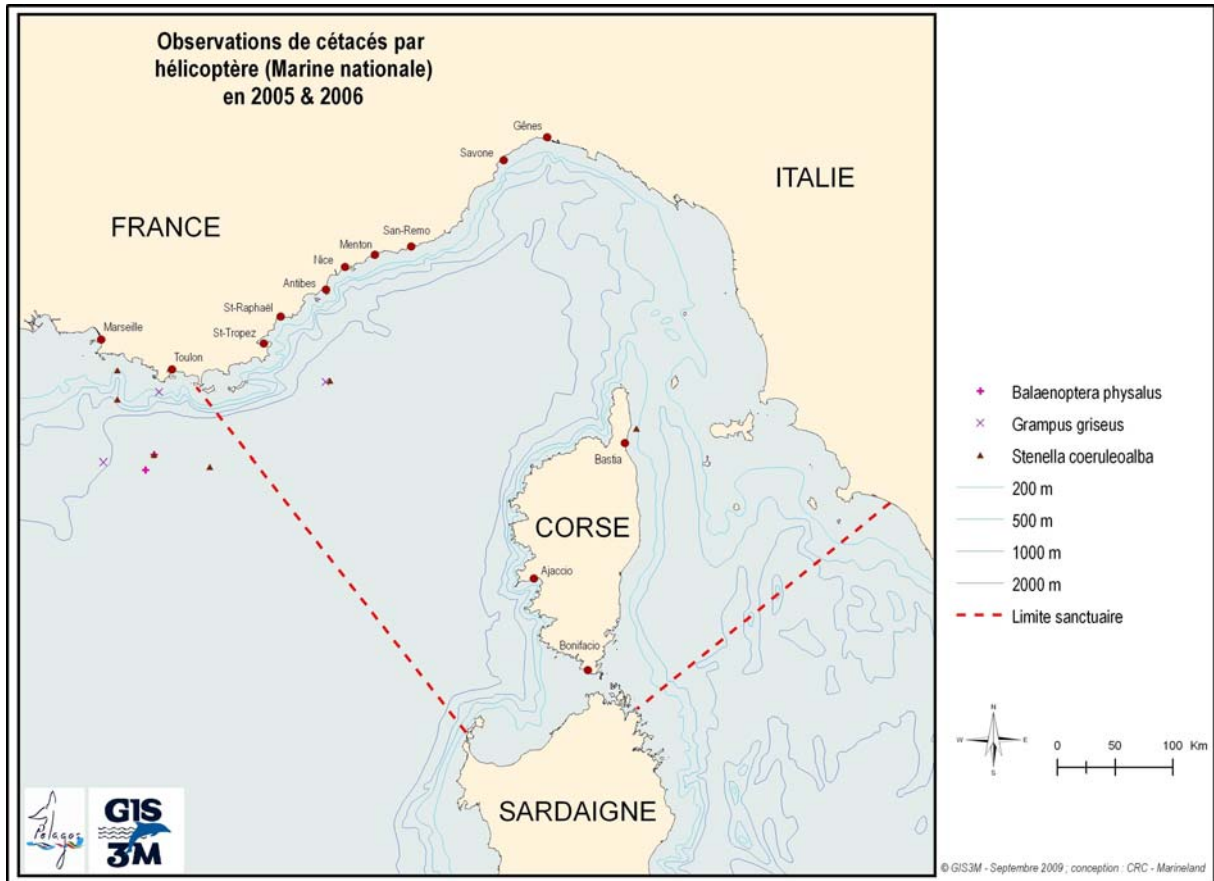 Observations de cétacés par
hélicoptère (Marine nationale)
en 2005 & 2006
Gênes
Savone
ITALIE
FRANCE
San-Remo
Menton
Nice
Antibes
St-Raphaël
Marseille
St-Tropez
Toulon
Bastia
CORSE
Ajaccio
Bonifacio
SARDAIGNE
Balaenoptera physalus
Grampus griseus
Stenella coeruleoalba
200 m
500 m
1000 m
2000 m
Limite sanctuaire
N
W E
S
0 50 100 Km
Pelagos
GIS
3M
© GIS3M - Septembre 2009 ; conception : CRC - Marineland